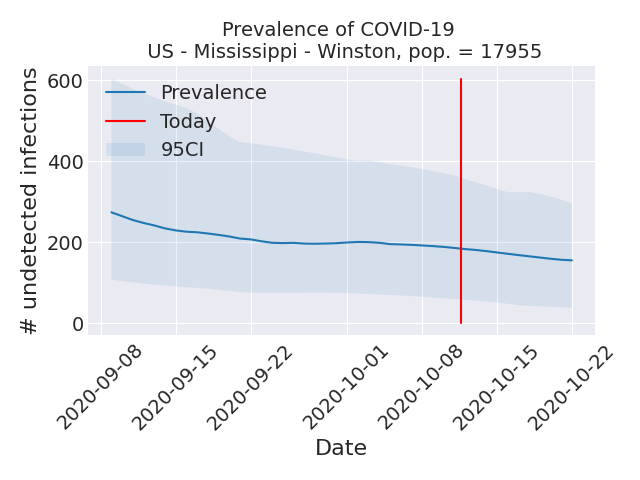 Prevalence of COVID-19
US - Mississippi - Winston, pop. = 17955
# undetected infections
600
400
200
0
Prevalence
Today
95CI
2020-09-08
2020-09-15
2020-09-22
2020-10-01
2020-10-08
2020-10-15
2020-10-22
Date